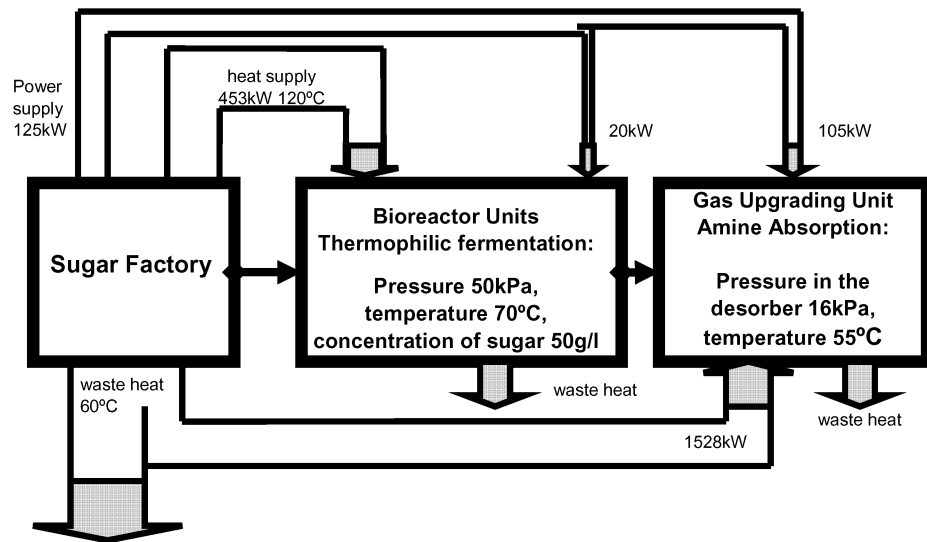 Power
supply
125kW
heat supply
453kW 120ºC
20kW
105kW
Sugar Factory
Bioreactor Units
Thermophilic fermentation:
Pressure 50kPa,
temperature 70ºC,
concentration of sugar 50g/l
Gas Upgrading Unit
Amine Absorption:
Pressure in the
desorber 16kPa,
temperature 55ºC
waste heat
60ºC
waste heat
waste heat
1528kW